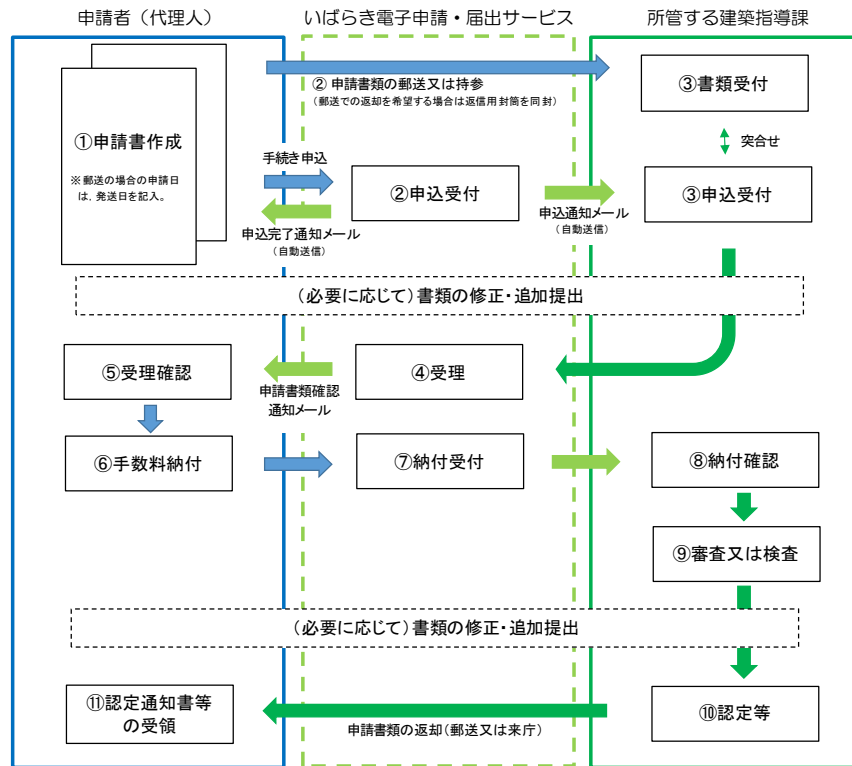 申請者（代理人）
いばらき電子申請・届出サービス
所管する建築指導課
② 申請書類の郵送又は持参
（郵送での返却を希望する場合は返信用封筒を同封）
③書類受付
①申請書作成
※郵送の場合の申請日
は、発送日を記入。
突合せ
手続き申込
②申込受付
③申込受付
申込完了通知メール
（自動送信）
申込通知メール
（自動送信）
（必要に応じて）書類の修正・追加提出
⑤受理確認
④受理
申請書類確認
通知メール
⑥手数料納付
⑦納付受付
⑧納付確認
⑨審査又は検査
（必要に応じて）書類の修正・追加提出
⑪認定通知書等
の受領
申請書類の返却（郵送又は来庁）
⑩認定等